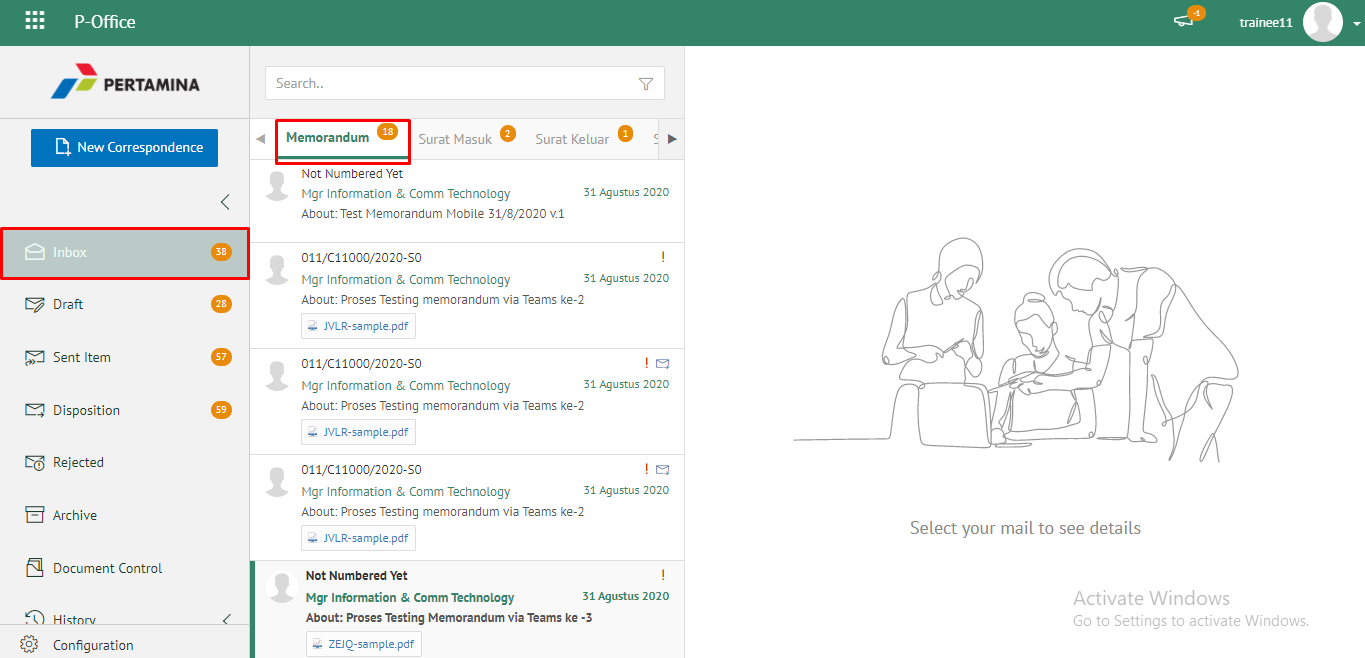 P-Office
-1
trainee11
PERTAMINA
New Correspondence
Inbox 38
Draft 28
Sent Item 57
Disposition 59
Rejected
Archive
Document Control
History
Configuration
Search..
Memorandum 18
Surat Masuk 2
Surat Keluar 1
Not Numbered Yet
Mgr Information & Comm Technology 31 Agustus 2020
About: Test Memorandum Mobile 31/8/2020 v.1
011/C11000/2020-S0 !
Mgr Information & Comm Technology 31 Agustus 2020
About: Proses Testing memorandum via Teams ke-2
JVLR-sample.pdf
011/C11000/2020-S0 !
Mgr Information & Comm Technology 31 Agustus 2020
About: Proses Testing memorandum via Teams ke-2
JVLR-sample.pdf
011/C11000/2020-S0 !
Mgr Information & Comm Technology 31 Agustus 2020
About: Proses Testing memorandum via Teams ke-2
JVLR-sample.pdf
Not Numbered Yet !
Mgr Information & Comm Technology 31 Agustus 2020
About: Proses Testing Memorandum via Teams ke -3
ZEJQ-sample.pdf
Select your mail to see details
Activate Windows
Go to Settings to activate Windows.